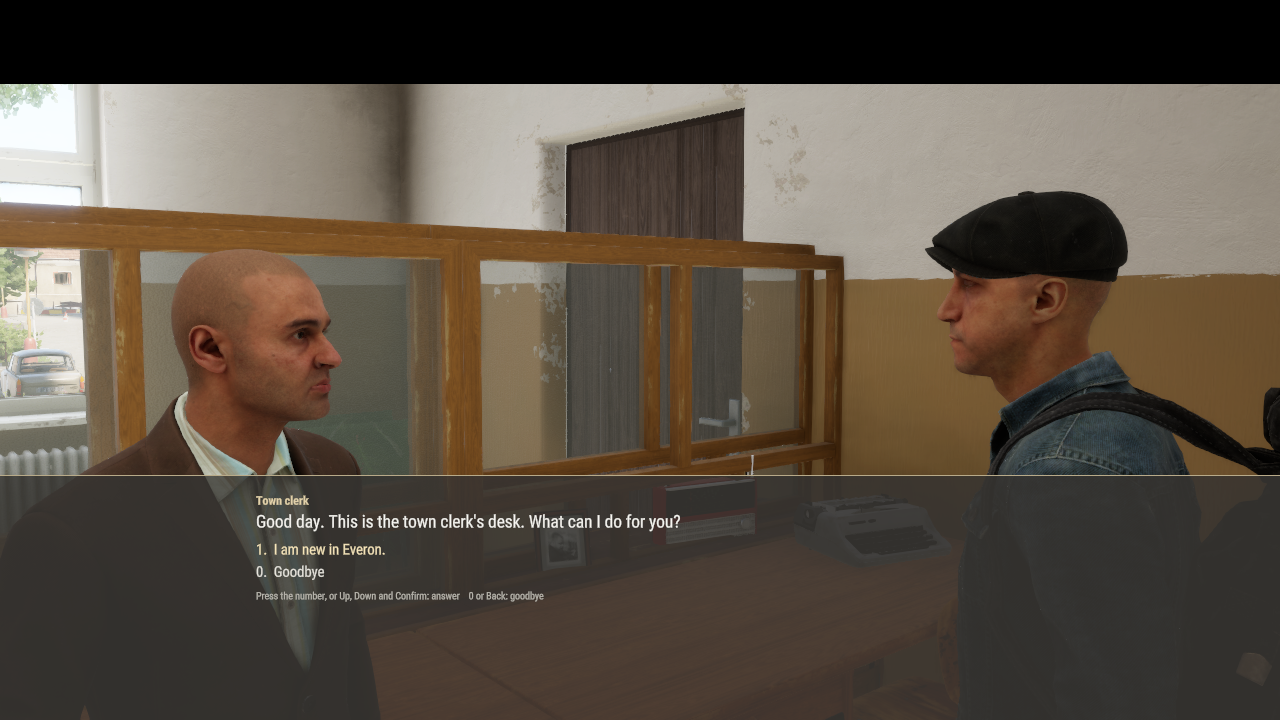 Town clerk
Good day. This is the town clerk's desk. What can I do for you?
1. I am new in Everon.
0. Goodbye
Press the number, or Up, Down and Confirm: answer 0 or Back: goodbye